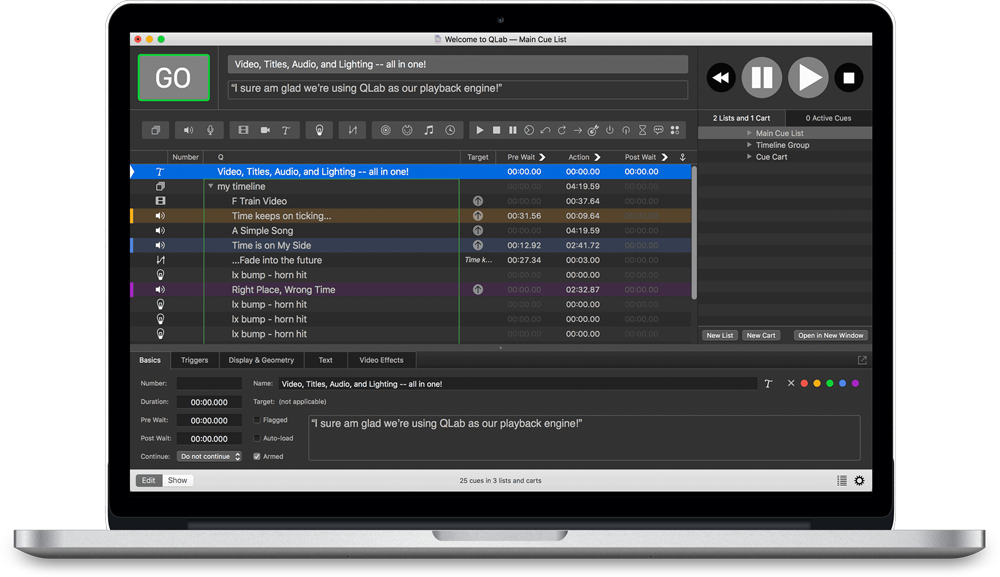 Welcome to QLab — Main Cue List
GO
Video, Titles, Audio, and Lighting -- all in one!
“I sure am glad we’re using QLab as our playback engine!”
2 Lists and 1 Cart
0 Active Cues
Main Cue List
Timeline Group
Cue Cart
Number Q Target Pre Wait Action Post Wait
Video, Titles, Audio, and Lighting -- all in one! 00:00.00 00:00.00 00:00.00
my timeline 00:00.00 04:19.59 00:00.00
F Train Video 00:00.00 00:37.64 00:00.00
Time keeps on ticking... 00:31.56 00:09.64 00:00.00
A Simple Song 00:00.00 04:19.59 00:00.00
Time is on My Side 00:12.92 02:41.72 00:00.00
...Fade into the future Time k... 00:27.34 00:03.00 00:00.00
lx bump - horn hit 00:00.00 00:00.00 00:00.00
Right Place, Wrong Time 00:00.00 02:32.87 00:00.00
lx bump - horn hit 00:00.00 00:00.00 00:00.00
lx bump - horn hit 00:00.00 00:00.00 00:00.00
lx bump - horn hit 00:00.00 00:00.00 00:00.00
New List New Cart Open in New Window
Basics Triggers Display & Geometry Text Video Effects
Number: Name: Video, Titles, Audio, and Lighting -- all in one!
Duration: 00:00.000 Target: (not applicable)
Pre Wait: 00:00.000 Flagged
“I sure am glad we’re using QLab as our playback engine!”
Post Wait: 00:00.000 Auto-load
Continue: Do not continue Armed
Edit Show 25 cues in 3 lists and carts